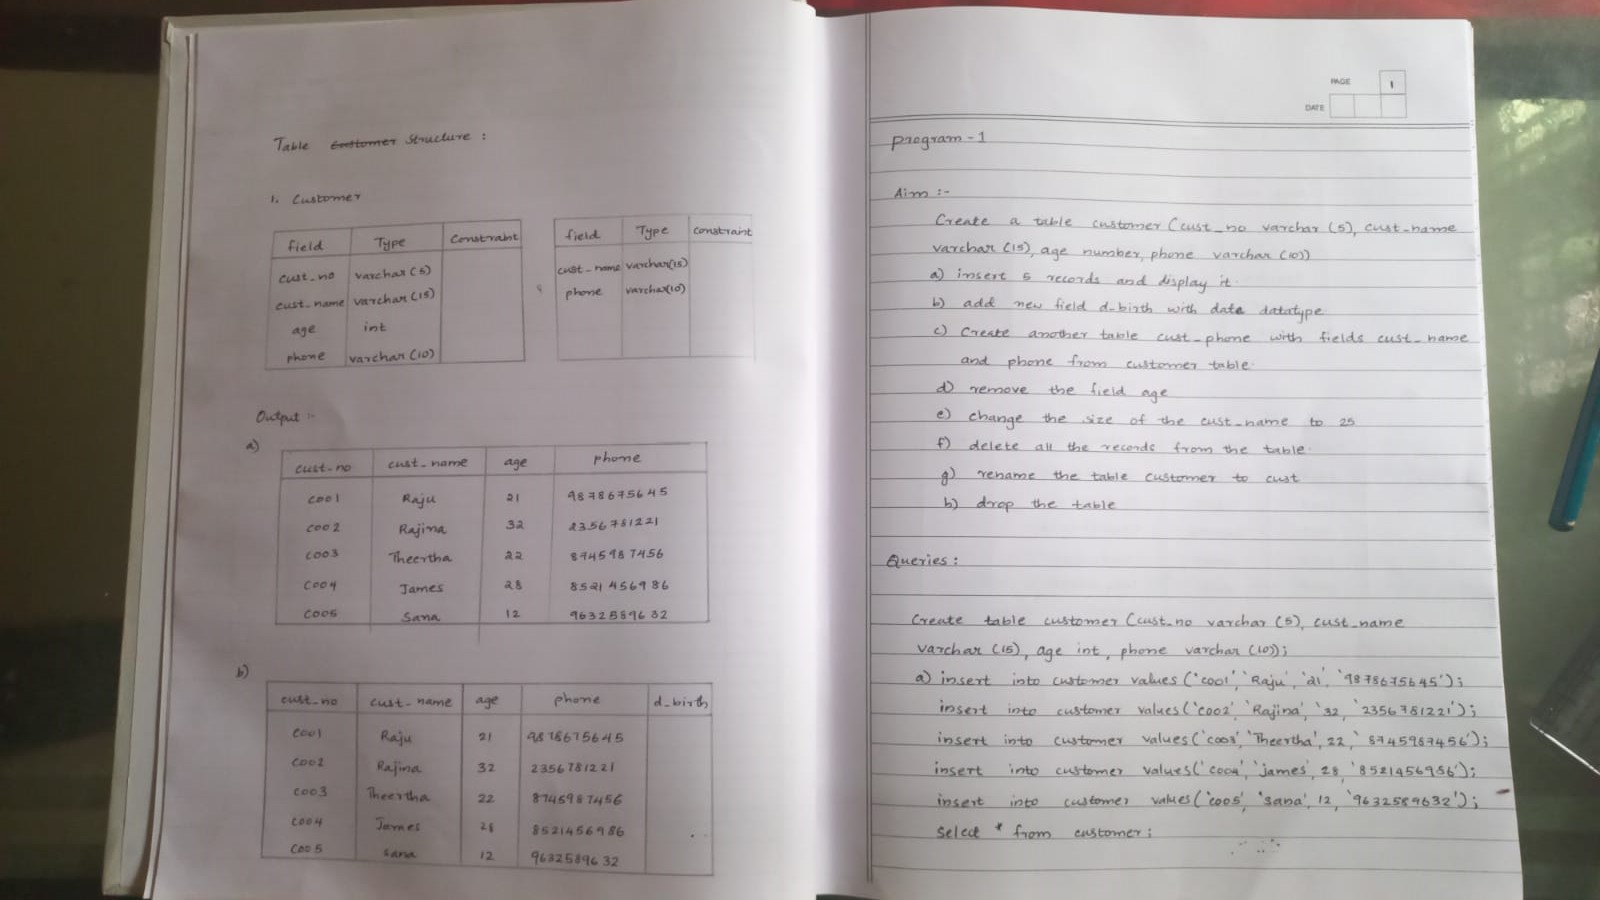 Table Customer Structure :
1. Customer
field Type Constraint
cust_no varchar (5)
cust_name varchar (15)
age int
phone varchar (10)
field Type constraint
cust_name varchar(15)
phone varchar(10)
Output :-
a)
cust_no cust_name age phone
C001 Raju 21 9878675645
C002 Rajina 32 2356781221
C003 Theertha 22 8745987456
C004 James 28 8521456986
C005 Sana 12 9632589632
b)
cust_no cust_name age phone d_birth
C001 Raju 21 9878675645
C002 Rajina 32 2356781221
C003 Theertha 22 8745987456
C004 James 28 8521456986
C005 Sana 12 9632589632
PAGE 1
DATE
Program - 1
Aim :-
Create a table customer (cust_no varchar (5), cust_name
varchar (15), age number, phone varchar (10))
a) insert 5 records and display it.
b) add new field d_birth with date datatype
c) Create another table cust_phone with fields cust_name
and phone from customer table.
d) remove the field age
e) change the size of the cust_name to 25
f) delete all the records from the table.
g) rename the table customer to cust
h) drop the table
Queries :
Create table customer (cust_no varchar (5), cust_name
varchar (15), age int, phone varchar (10));
a) insert into customer values ('C001', 'Raju', '21, '9878675645');
insert into customer values('C002', 'Rajina', '32, '2356781221');
insert into customer values('C003', 'Theertha', 22, '8745987456');
insert into customer values('C004', 'james', 28, '8521456986');
insert into customer values('C005', 'sana', 12, '9632589632');
Select * from customer;